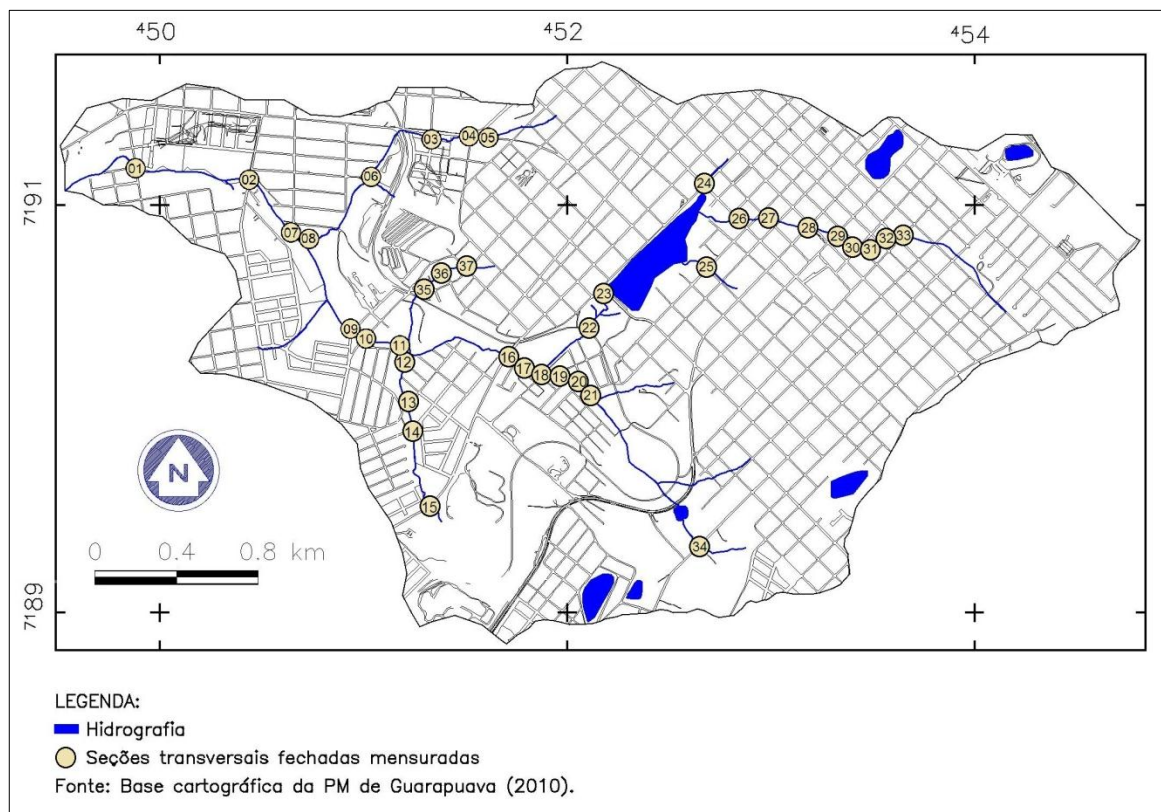 ⁴50 ⁴52 ⁴54
03 04 05
01 02 06 24
7191
26 27 28 29 30 31 32 33
07 08
37 36 35 25
23
22
09 10 11 12 16 17 18 19 20 21
13
14
N
15
0 0.4 0.8 km
34
7189
LEGENDA:
Hidrografia
Seções transversais fechadas mensuradas
Fonte: Base cartográfica da PM de Guarapuava (2010).